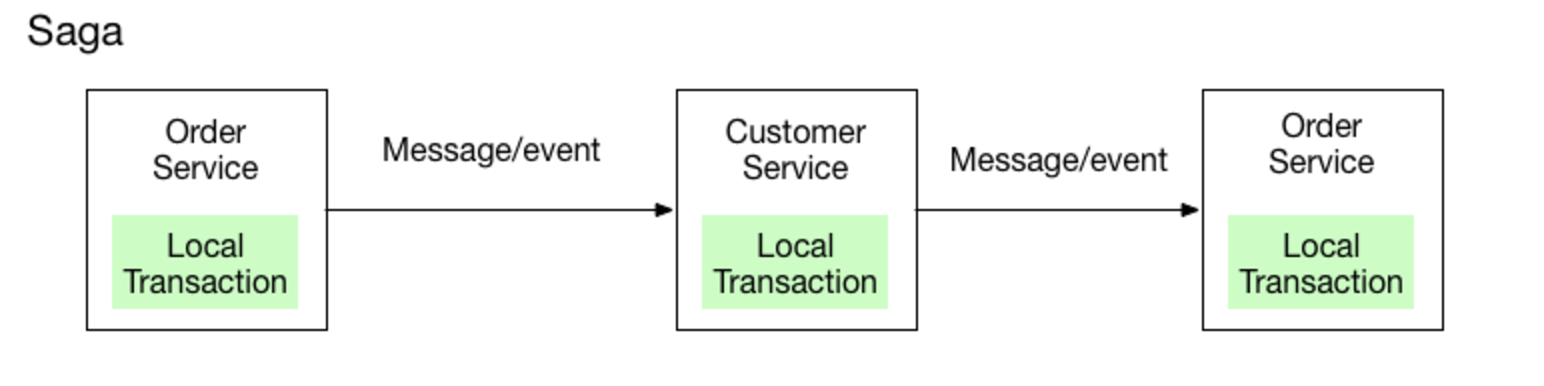 Saga
Order
Service
Local
Transaction
Message/event
Customer
Service
Local
Transaction
Message/event
Order
Service
Local
Transaction